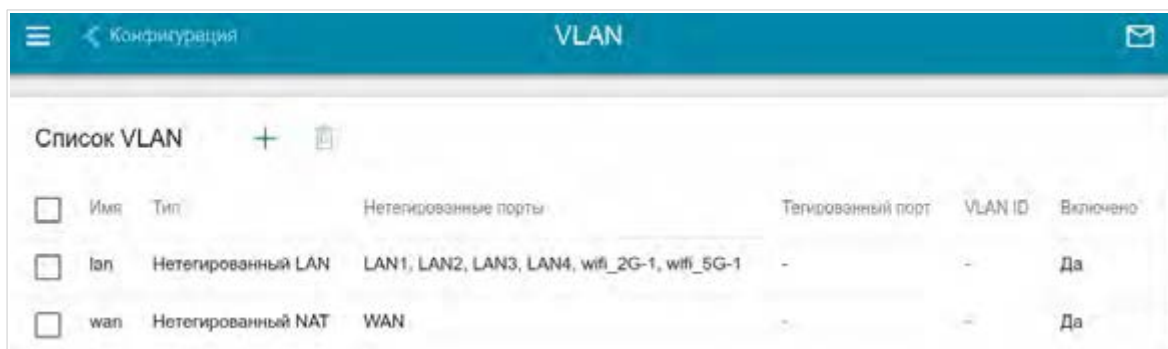 Конфигурация VLAN
Список VLAN
Имя Тип Нетегированные порты Тегированный порт VLAN ID Включено
lan Нетегированный LAN LAN1, LAN2, LAN3, LAN4, wifi_2G-1, wifi_5G-1 - - Да
wan Нетегированный NAT WAN - - Да